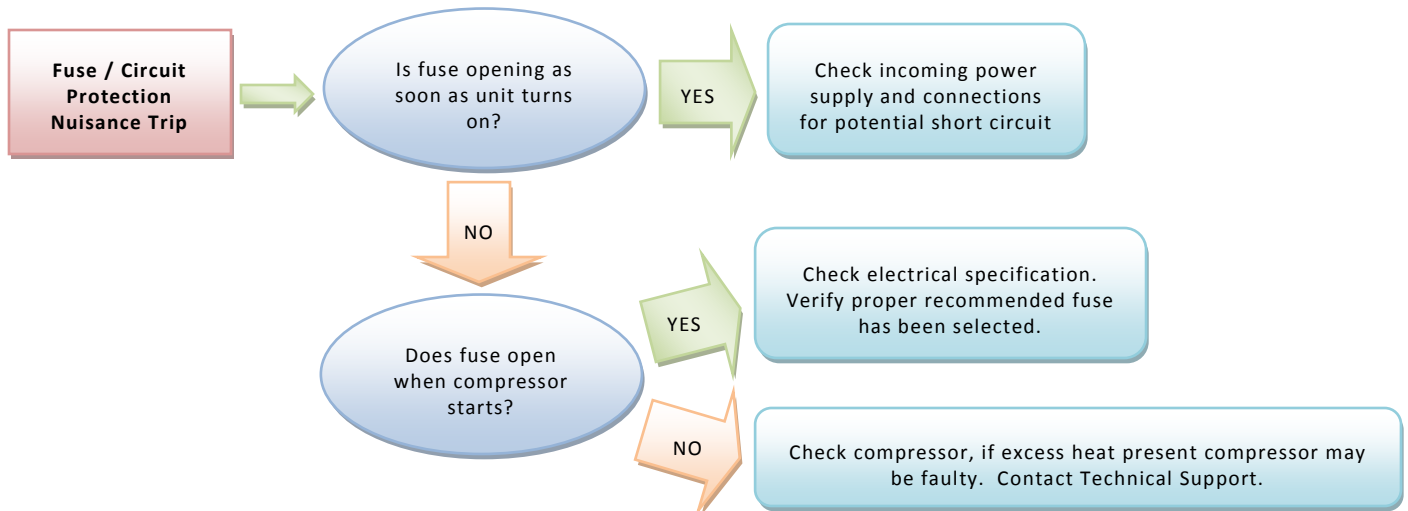 Fuse / Circuit
Protection
Nuisance Trip
Is fuse opening as
soon as unit turns
on?
YES
Check incoming power
supply and connections
for potential short circuit
NO
Does fuse open
when compressor
starts?
YES
Check electrical specification.
Verify proper recommended fuse
has been selected.
NO
Check compressor, if excess heat present compressor may
be faulty.  Contact Technical Support.